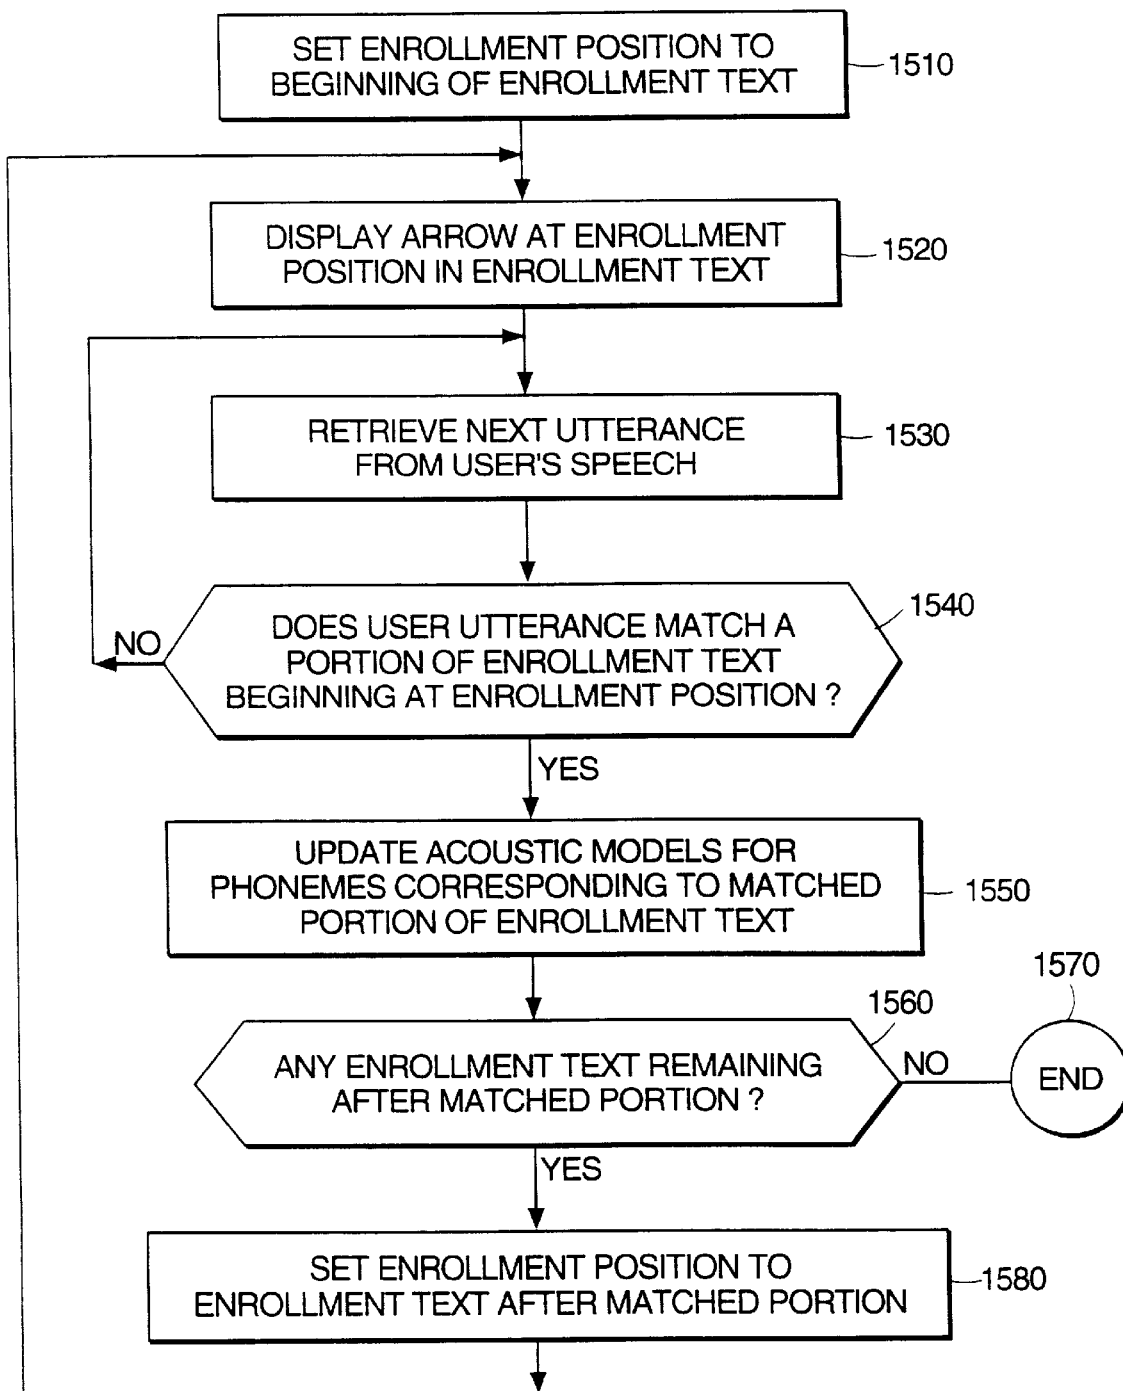 SET ENROLLMENT POSITION TO
BEGINNING OF ENROLLMENT TEXT
1510
DISPLAY ARROW AT ENROLLMENT
POSITION IN ENROLLMENT TEXT
1520
RETRIEVE NEXT UTTERANCE
FROM USER'S SPEECH
1530
DOES USER UTTERANCE MATCH A
PORTION OF ENROLLMENT TEXT
BEGINNING AT ENROLLMENT POSITION ?
1540
NO
YES
UPDATE ACOUSTIC MODELS FOR
PHONEMES CORRESPONDING TO MATCHED
PORTION OF ENROLLMENT TEXT
1550
ANY ENROLLMENT TEXT REMAINING
AFTER MATCHED PORTION ?
1560
NO
1570
END
YES
SET ENROLLMENT POSITION TO
ENROLLMENT TEXT AFTER MATCHED PORTION
1580